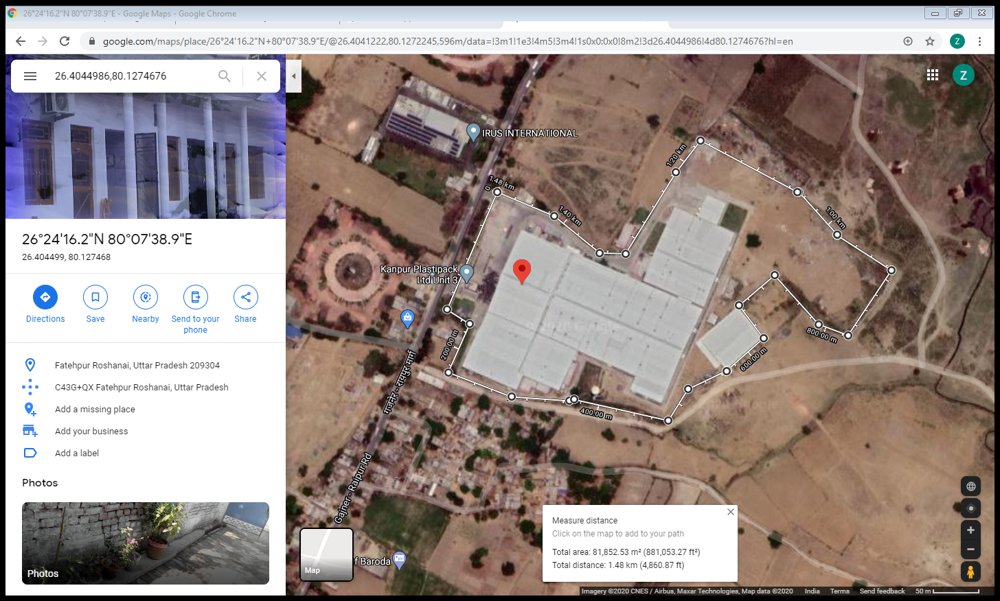 26°24'16.2"N 80°07'38.9"E - Google Maps - Google Chrome
google.com/maps/place/26°24'16.2"N+80°07'38.9"E/@26.4041222,80.1272245,596m/data=!3m1!1e3!4m5!3m4!1s0x0:0x0!8m2!3d26.4044986!4d80.1274676?hl=en
Z
26.4044986,80.1274676
Z
26°24'16.2"N 80°07'38.9"E
26.404499, 80.127468
Directions
Save
Nearby
Send to your
phone
Share
Fatehpur Roshanai, Uttar Pradesh 209304
C43G+QX Fatehpur Roshanai, Uttar Pradesh
Add a missing place
Add your business
Add a label
Photos
Photos
IRUS INTERNATIONAL
1.20 km
1.48 km
0
1.40 km
1.00 km
Kanpur Plastipack
Ltd Unit 3
200.00 m
800.00 m
600.00 m
400.00 m
गजनेर - रायपुर मार्ग
Gajner - Raipur Rd
f Baroda
Map
Measure distance
Click on the map to add to your path
Total area: 81,852.53 m² (881,053.27 ft²)
Total distance: 1.48 km (4,860.87 ft)
Imagery ©2020 CNES / Airbus, Maxar Technologies, Map data ©2020
India
Terms
Send feedback
50 m